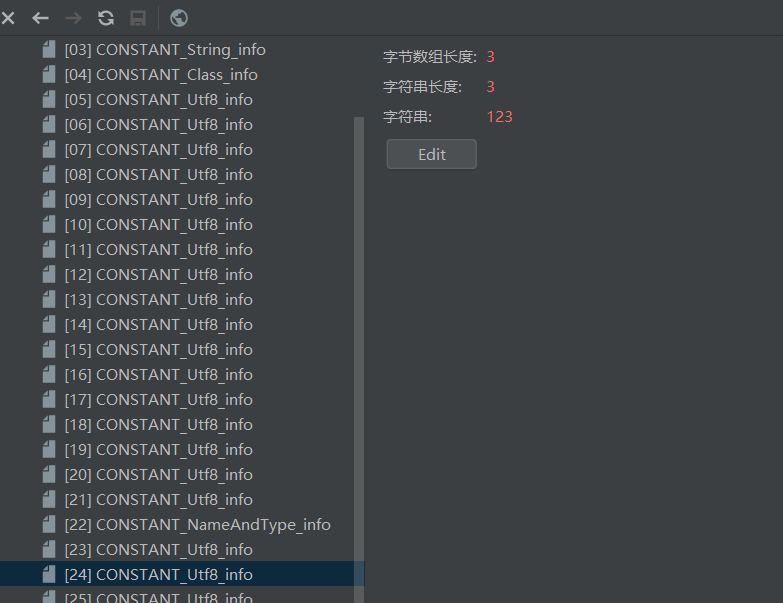 [03] CONSTANT_String_info
[04] CONSTANT_Class_info
[05] CONSTANT_Utf8_info
[06] CONSTANT_Utf8_info
[07] CONSTANT_Utf8_info
[08] CONSTANT_Utf8_info
[09] CONSTANT_Utf8_info
[10] CONSTANT_Utf8_info
[11] CONSTANT_Utf8_info
[12] CONSTANT_Utf8_info
[13] CONSTANT_Utf8_info
[14] CONSTANT_Utf8_info
[15] CONSTANT_Utf8_info
[16] CONSTANT_Utf8_info
[17] CONSTANT_Utf8_info
[18] CONSTANT_Utf8_info
[19] CONSTANT_Utf8_info
[20] CONSTANT_Utf8_info
[21] CONSTANT_Utf8_info
[22] CONSTANT_NameAndType_info
[23] CONSTANT_Utf8_info
[24] CONSTANT_Utf8_info
[25] CONSTANT_Utf8_info
字节数组长度: 3
字符串长度: 3
字符串: 123
Edit